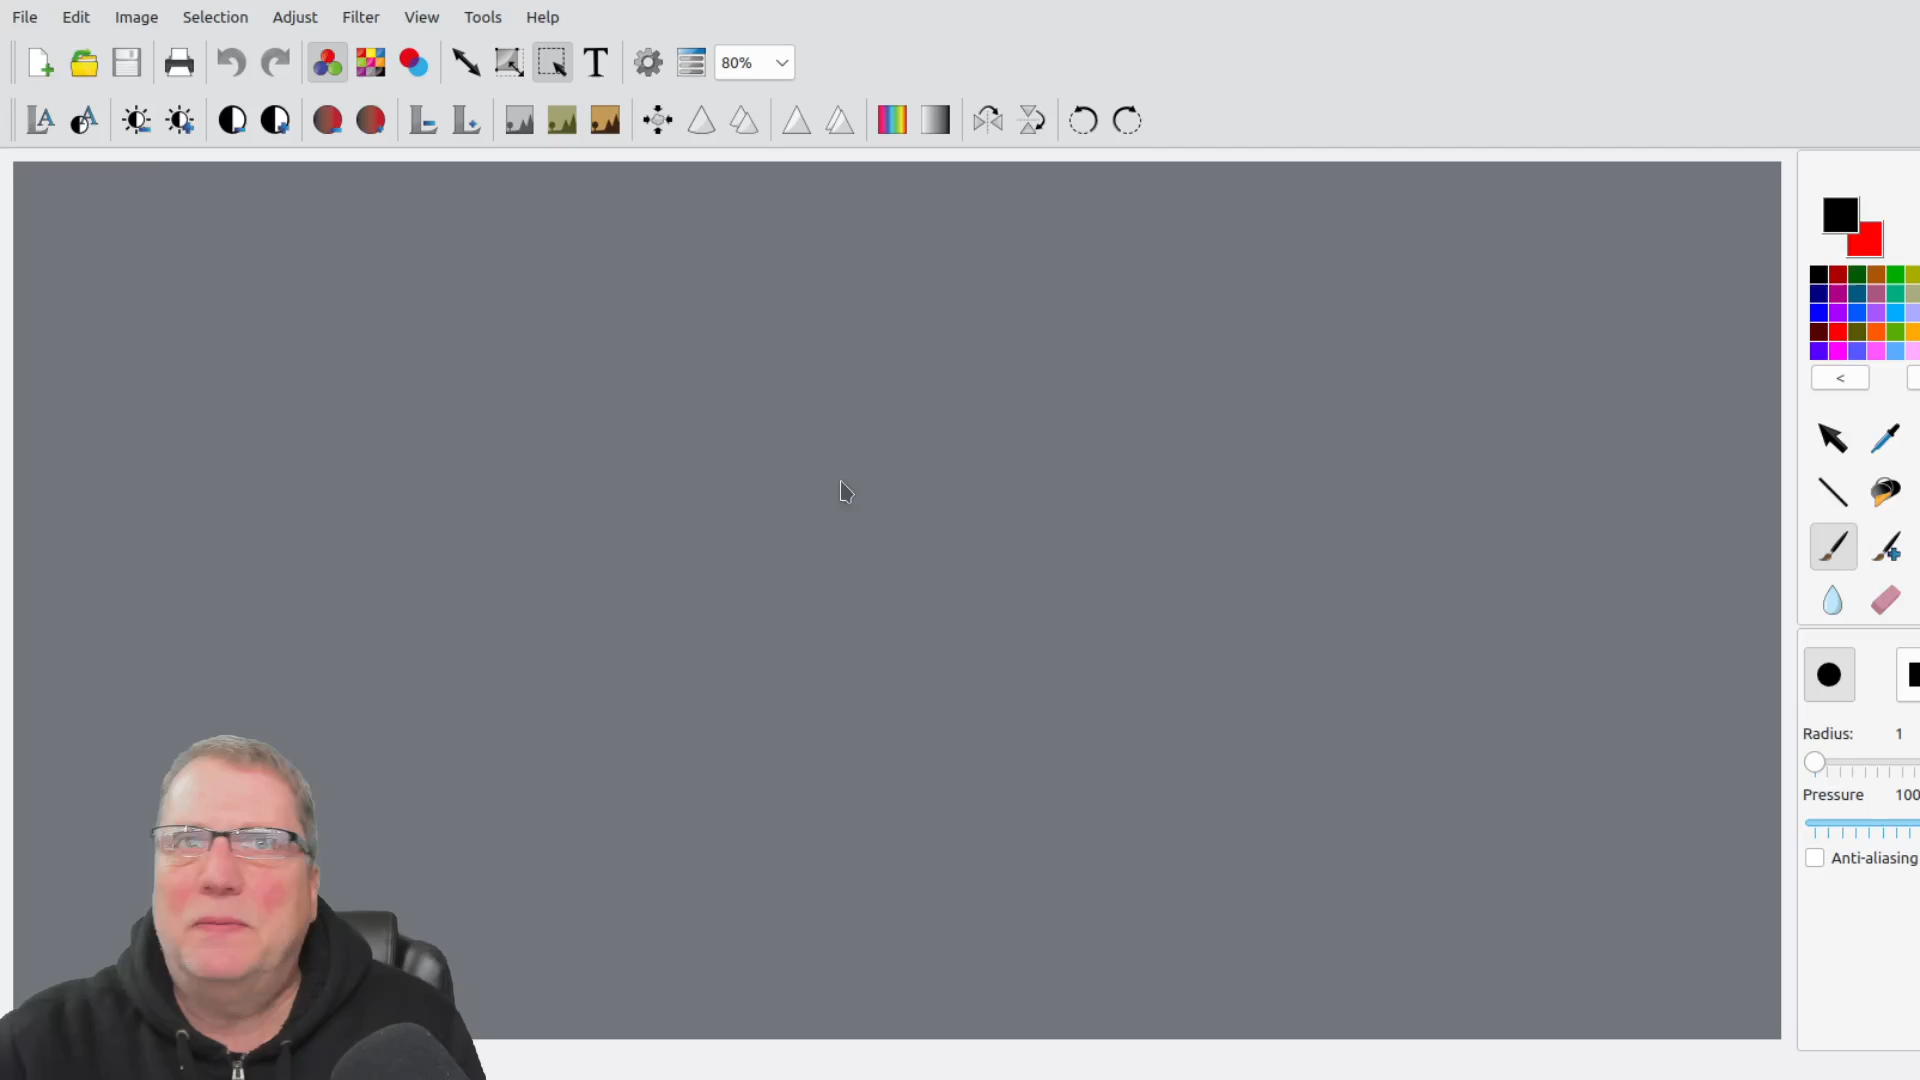 File Edit Image Selection Adjust Filter View Tools Help
T 80%
A A
<
Radius: 1
Pressure 100
Anti-aliasing